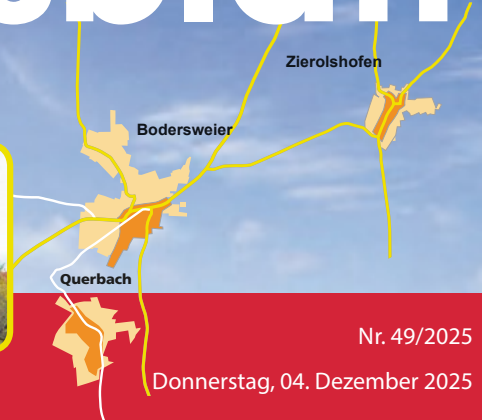 Zierolshofen
Bodersweier
Querbach
Nr. 49/2025
Donnerstag, 04. Dezember 2025